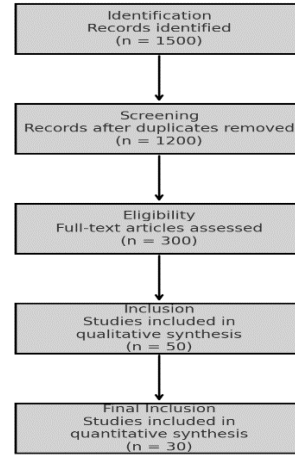 Identification
Records identified
(n = 1500)
Screening
Records after duplicates removed
(n = 1200)
Eligibility
Full-text articles assessed
(n = 300)
Inclusion
Studies included in
qualitative synthesis
(n = 50)
Final Inclusion
Studies included in
quantitative synthesis
(n = 30)